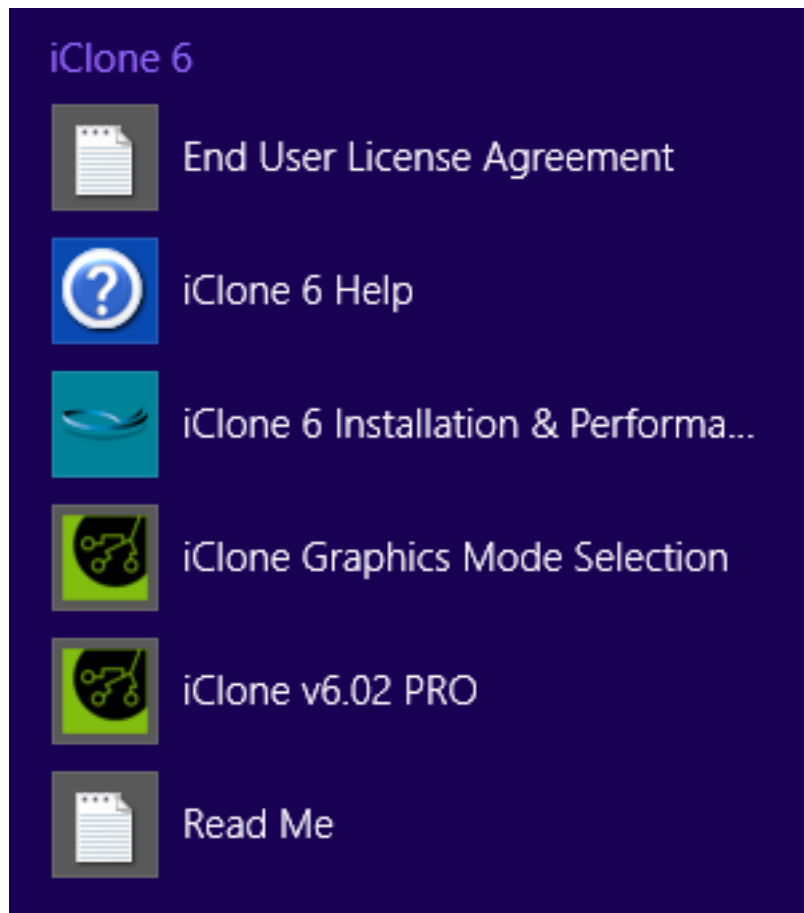 iClone 6
End User License Agreement
iClone 6 Help
iClone 6 Installation & Performa...
iClone Graphics Mode Selection
iClone v6.02 PRO
Read Me